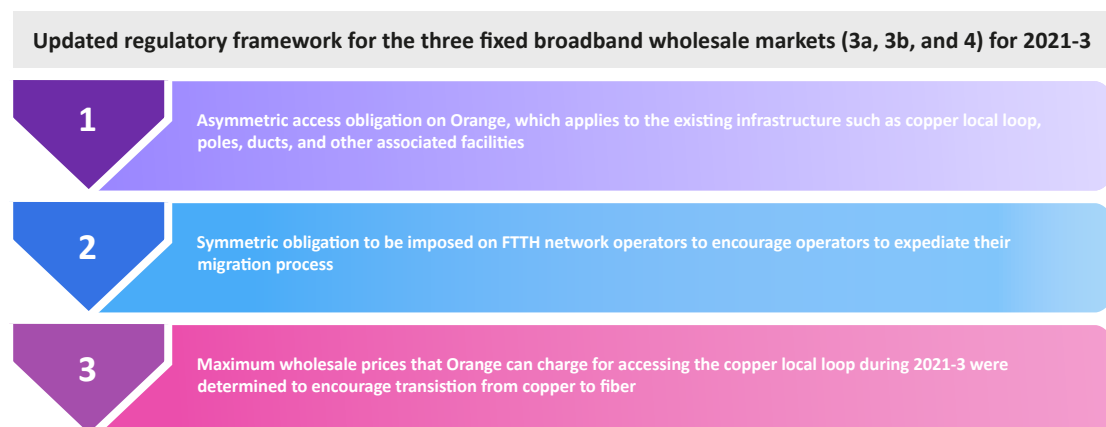 Updated regulatory framework for the three fixed broadband wholesale markets (3a, 3b, and 4) for 2021-3
1
Asymmetric access obligation on Orange, which applies to the existing infrastructure such as copper local loop,
poles, ducts, and other associated facilities
2
Symmetric obligation to be imposed on FTTH network operators to encourage operators to expediate their
migration process
3
Maximum wholesale prices that Orange can charge for accessing the copper local loop during 2021-3 were
determined to encourage transistion from copper to fiber